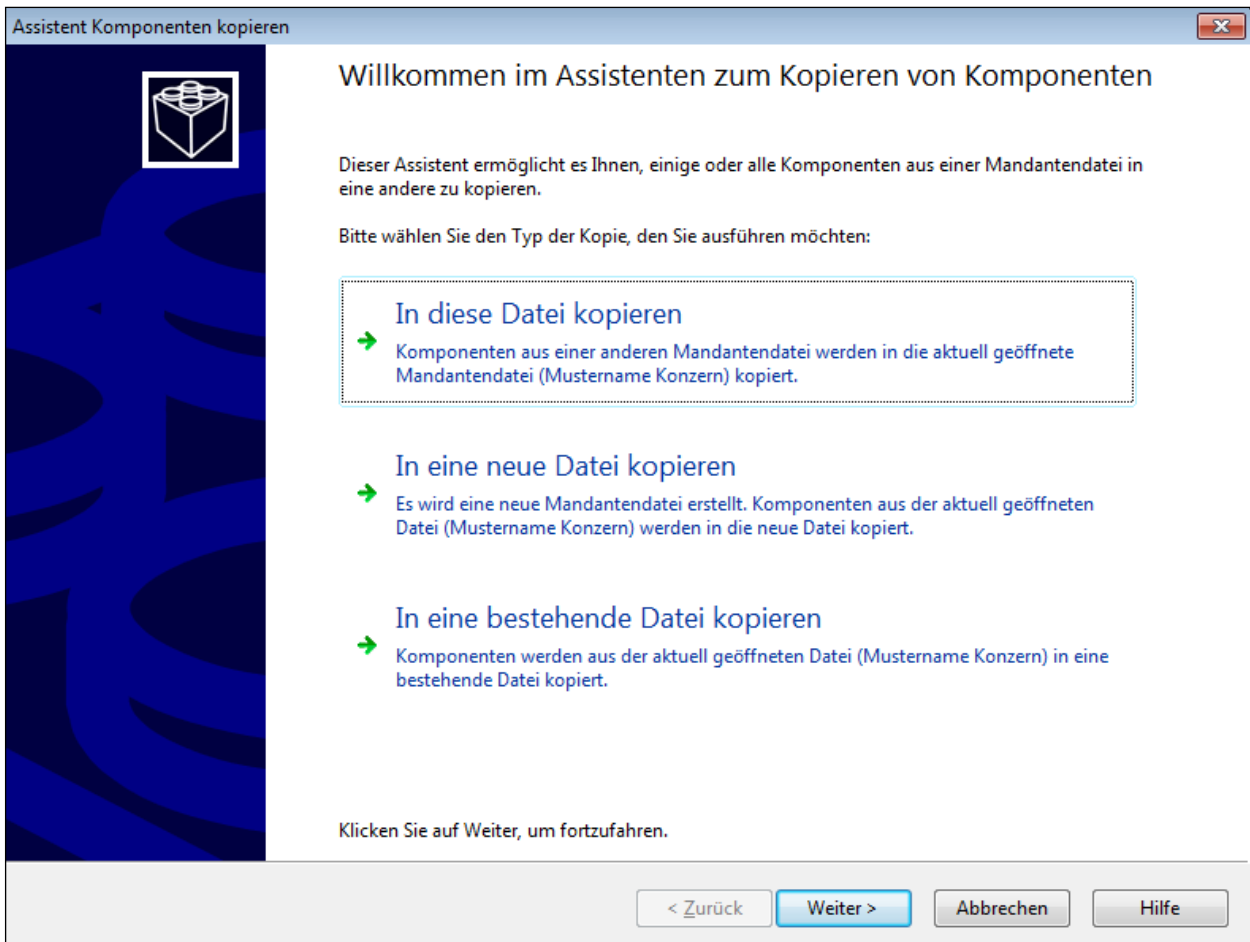 Assistent Komponenten kopieren
Willkommen im Assistenten zum Kopieren von Komponenten
Dieser Assistent ermöglicht es Ihnen, einige oder alle Komponenten aus einer Mandantendatei in
eine andere zu kopieren.
Bitte wählen Sie den Typ der Kopie, den Sie ausführen möchten:
In diese Datei kopieren
Komponenten aus einer anderen Mandantendatei werden in die aktuell geöffnete
Mandantendatei (Mustername Konzern) kopiert.
In eine neue Datei kopieren
Es wird eine neue Mandantendatei erstellt. Komponenten aus der aktuell geöffneten
Datei (Mustername Konzern) werden in die neue Datei kopiert.
In eine bestehende Datei kopieren
Komponenten werden aus der aktuell geöffneten Datei (Mustername Konzern) in eine
bestehende Datei kopiert.
Klicken Sie auf Weiter, um fortzufahren.
< Zurück Weiter > Abbrechen Hilfe